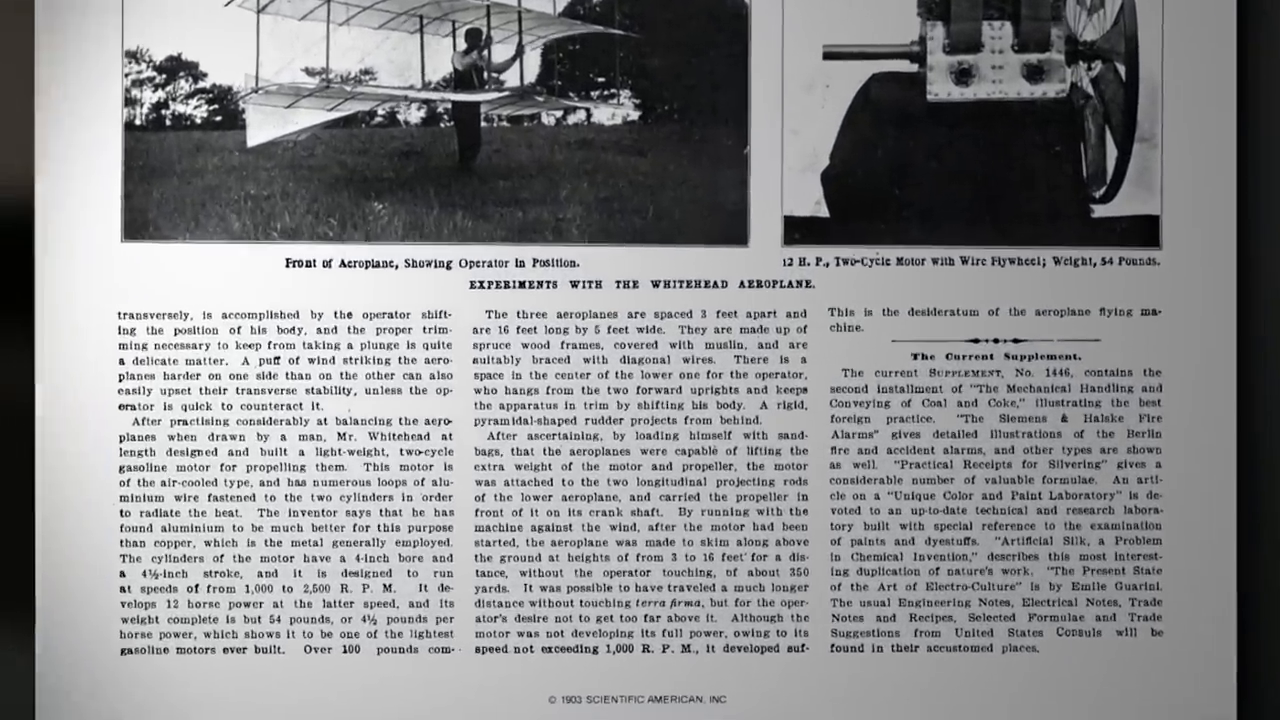 Front of Aeroplane, Showing Operator in Position.
12 H. P., Two-Cycle Motor with Wire Flywheel; Weight, 54 Pounds.
EXPERIMENTS WITH THE WHITEHEAD AEROPLANE.
transversely, is accomplished by the operator shift-
ing the position of his body, and the proper trim-
ming necessary to keep from taking a plunge is quite
a delicate matter. A puff of wind striking the aero-
planes harder on one side than on the other can also
easily upset their transverse stability, unless the op-
erator is quick to counteract it.
After practising considerably at balancing the aero-
planes when drawn by a man, Mr. Whitehead at
length designed and built a light-weight, two-cycle
gasoline motor for propelling them. This motor is
of the air-cooled type, and has numerous loops of alu-
minium wire fastened to the two cylinders in order
to radiate the heat. The inventor says that he has
found aluminium to be much better for this purpose
than copper, which is the metal generally employed.
The cylinders of the motor have a 4-inch bore and
a 4½-inch stroke, and it is designed to run
at speeds of from 1,000 to 2,500 R. P. M. It de-
velops 12 horse power at the latter speed, and its
weight complete is but 54 pounds, or 4½ pounds per
horse power, which shows it to be one of the lightest
gasoline motors ever built. Over 100 pounds com-
The three aeroplanes are spaced 3 feet apart and
are 16 feet long by 5 feet wide. They are made up of
spruce wood frames, covered with muslin, and are
suitably braced with diagonal wires. There is a
space in the center of the lower one for the operator,
who hangs from the two forward uprights and keeps
the apparatus in trim by shifting his body. A rigid,
pyramidal-shaped rudder projects from behind.
After ascertaining, by loading himself with sand-
bags, that the aeroplanes were capable of lifting the
extra weight of the motor and propeller, the motor
was attached to the two longitudinal projecting rods
of the lower aeroplane, and carried the propeller in
front of it on its crank shaft. By running with the
machine against the wind, after the motor had been
started, the aeroplane was made to skim along above
the ground at heights of from 3 to 16 feet for a dis-
tance, without the operator touching, of about 350
yards. It was possible to have traveled a much longer
distance without touching terra firma, but for the oper-
ator's desire not to get too far above it. Although the
motor was not developing its full power, owing to its
speed not exceeding 1,000 R. P. M., it developed suf-
This is the desideratum of the aeroplane flying ma-
chine.
The Current Supplement.
The current SUPPLEMENT, No. 1446, contains the
second installment of "The Mechanical Handling and
Conveying of Coal and Coke," illustrating the best
foreign practice. "The Siemens & Halske Fire
Alarms" gives detailed illustrations of the Berlin
fire and accident alarms, and other types are shown
as well. "Practical Receipts for Silvering" gives a
considerable number of valuable formulae. An arti-
cle on a "Unique Color and Paint Laboratory" is de-
voted to an up-to-date technical and research labora-
tory built with special reference to the examination
of paints and dyestuffs. "Artificial Silk, a Problem
in Chemical Invention," describes this most interest-
ing duplication of nature's work. "The Present State
of the Art of Electro-Culture" is by Emile Guarini.
The usual Engineering Notes, Electrical Notes, Trade
Notes and Recipes, Selected Formulae and Trade
Suggestions from United States Consuls will be
found in their accustomed places.
© 1903 SCIENTIFIC AMERICAN, INC